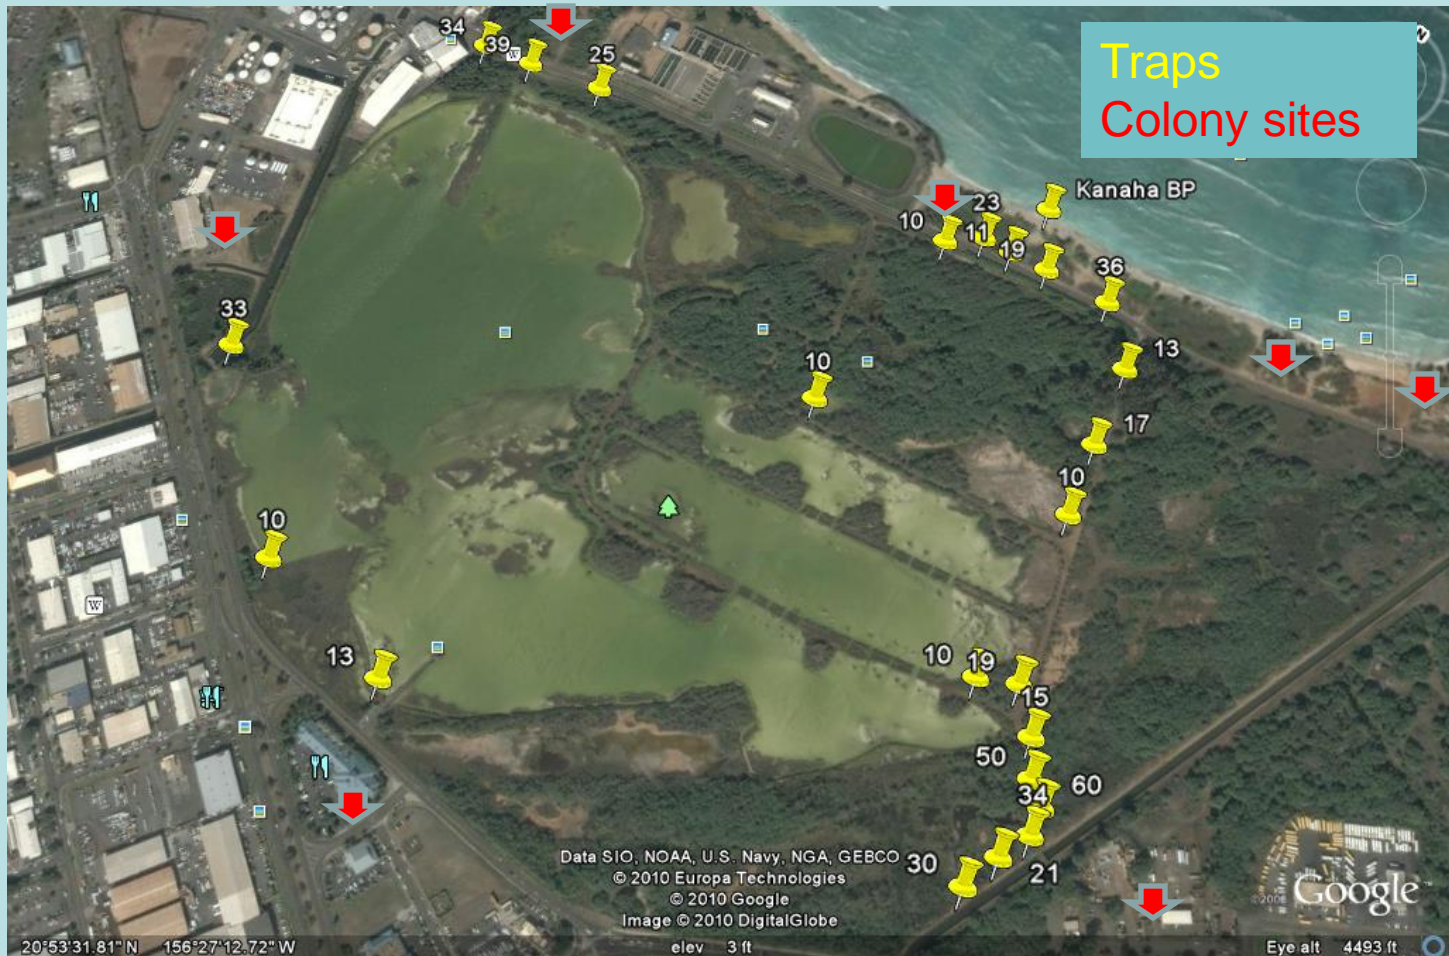 Traps
Colony sites
34
39
25
Kanaha BP
23
10
11
19
36
33
13
10
17
10
10
13
10
19
15
50
60
34
30
21
W
W
N
Data SIO, NOAA, U.S. Navy, NGA, GEBCO
© 2010 Europa Technologies
© 2010 Google
Image © 2010 DigitalGlobe
©2008 Google
20°53'31.81" N 156°27'12.72" W
elev 3 ft
Eye alt 4493 ft